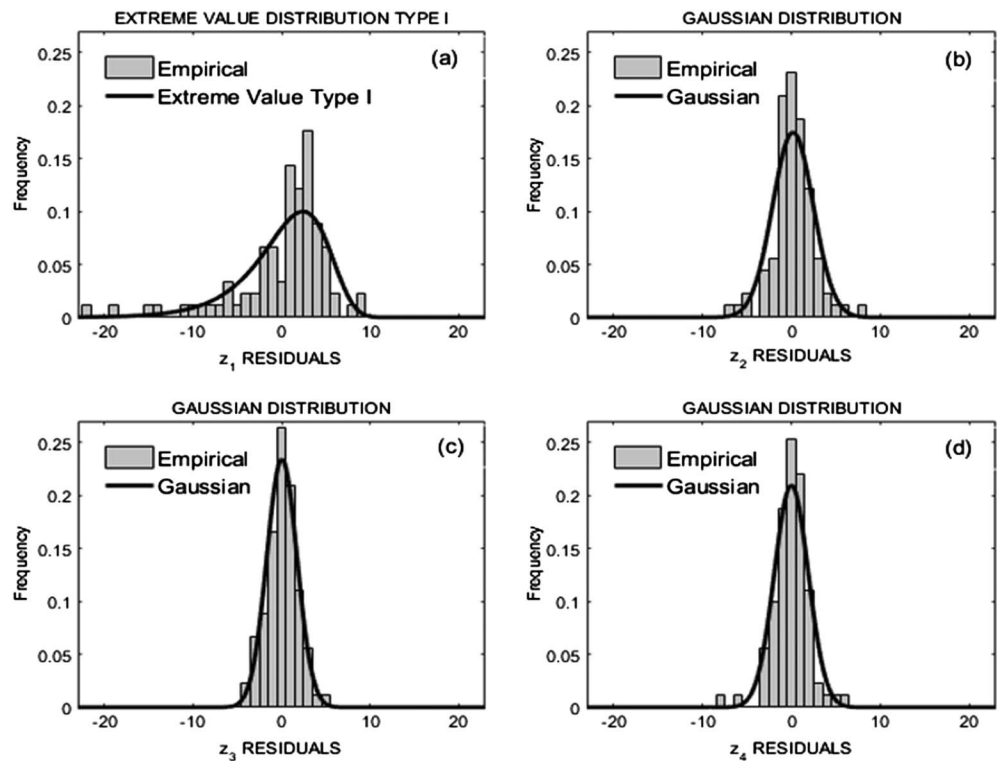 EXTREME VALUE DISTRIBUTION TYPE I
(a)
Empirical
Extreme Value Type I
Frequency
0.25
0.2
0.15
0.1
0.05
0
-20 -10 0 10 20
z1 RESIDUALS
GAUSSIAN DISTRIBUTION
(b)
Empirical
Gaussian
Frequency
0.25
0.2
0.15
0.1
0.05
0
-20 -10 0 10 20
z2 RESIDUALS
GAUSSIAN DISTRIBUTION
(c)
Empirical
Gaussian
Frequency
0.25
0.2
0.15
0.1
0.05
0
-20 -10 0 10 20
z3 RESIDUALS
GAUSSIAN DISTRIBUTION
(d)
Empirical
Gaussian
Frequency
0.25
0.2
0.15
0.1
0.05
0
-20 -10 0 10 20
z4 RESIDUALS